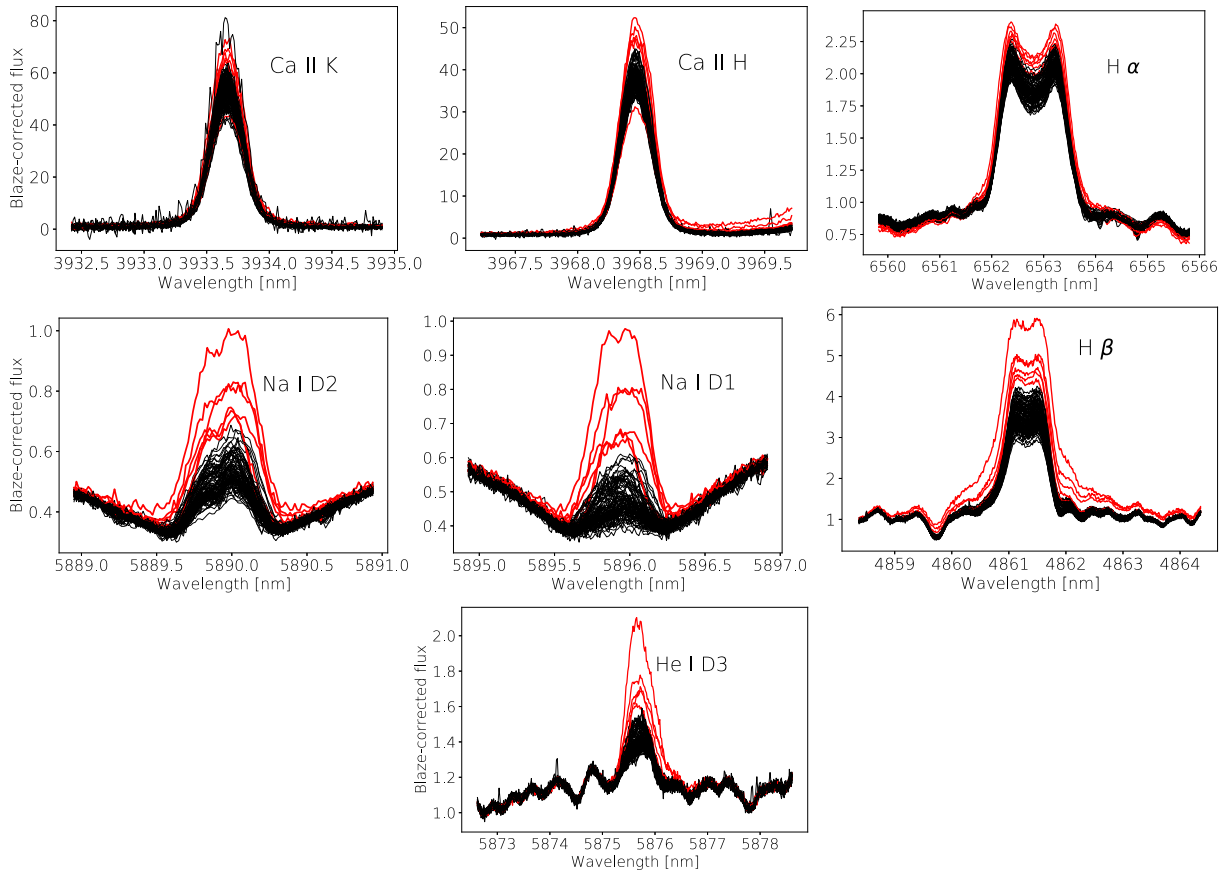 Blaze-corrected flux
80
60
40
20
0
Ca II K
3932.5 3933.0 3933.5 3934.0 3934.5 3935.0
Wavelength [nm]
50
40
30
20
10
0
Ca II H
3967.5 3968.0 3968.5 3969.0 3969.5
Wavelength [nm]
2.25
2.00
1.75
1.50
1.25
1.00
0.75
H α
6560 6561 6562 6563 6564 6565 6566
Wavelength [nm]
Blaze-corrected flux
1.0
0.8
0.6
0.4
Na I D2
5889.0 5889.5 5890.0 5890.5 5891.0
Wavelength [nm]
1.0
0.9
0.8
0.7
0.6
0.5
0.4
Na I D1
5895.0 5895.5 5896.0 5896.5 5897.0
Wavelength [nm]
6
5
4
3
2
1
H β
4859 4860 4861 4862 4863 4864
Wavelength [nm]
Blaze-corrected flux
2.0
1.8
1.6
1.4
1.2
1.0
He I D3
5873 5874 5875 5876 5877 5878
Wavelength [nm]